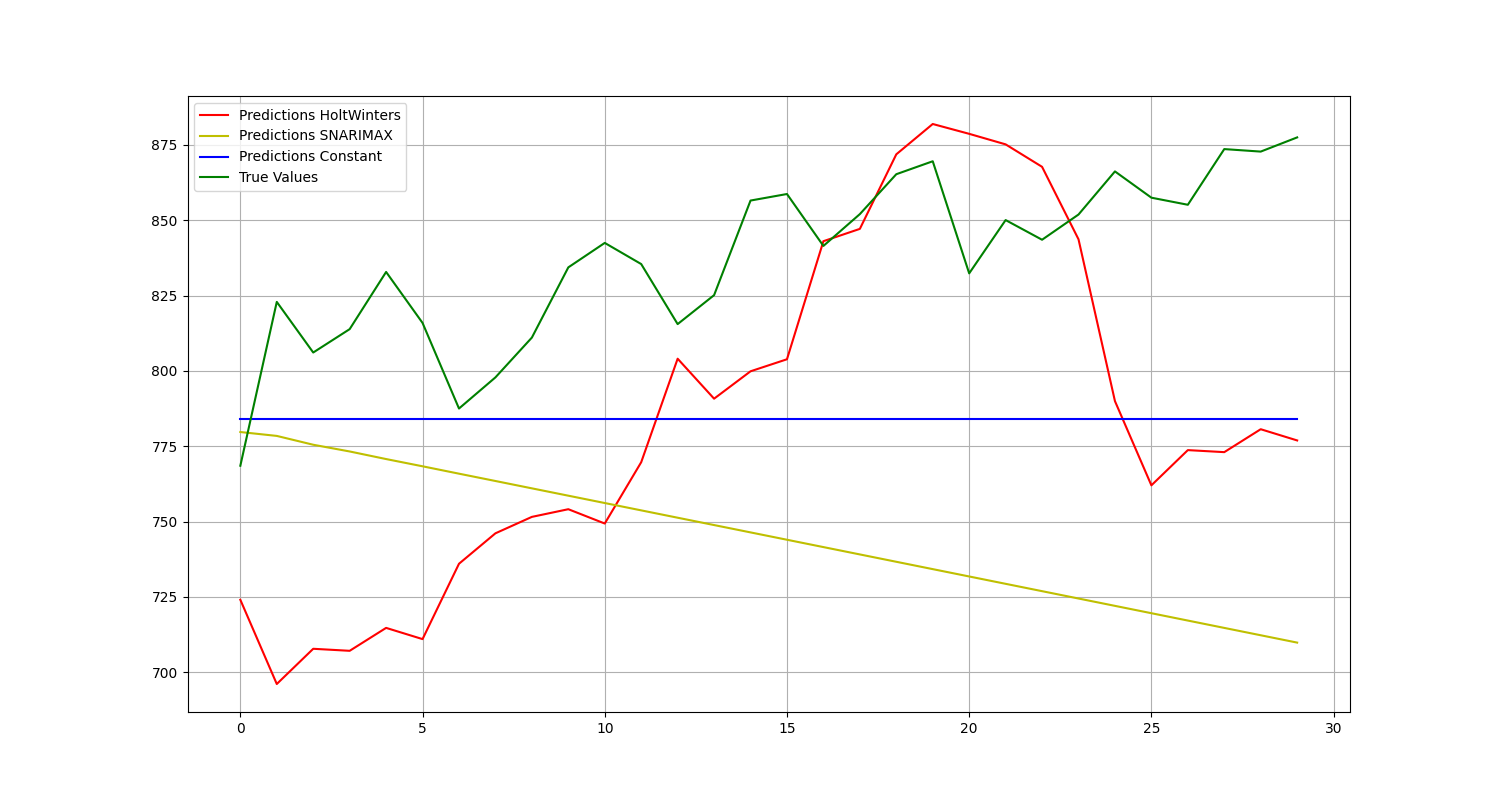 Predictions HoltWinters
Predictions SNARIMAX
Predictions Constant
True Values
875
850
825
800
775
750
725
700
0 5 10 15 20 25 30